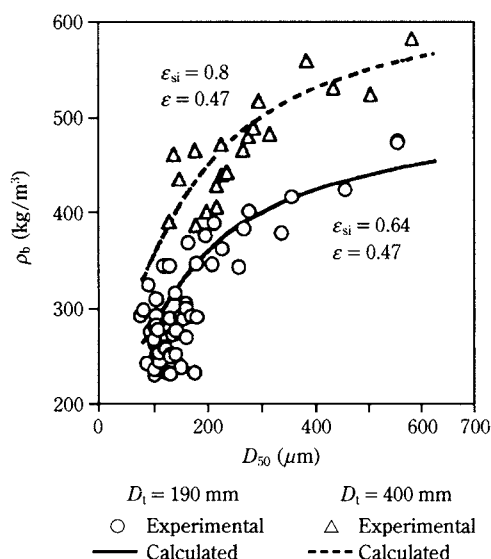 600
500
400
300
200
ρb (kg/m³)
εsi = 0.8
ε = 0.47
εsi = 0.64
ε = 0.47
0 100 200 300 400 500 600 700
D50 (μm)
Dt = 190 mm Dt = 400 mm
Experimental Experimental
Calculated Calculated